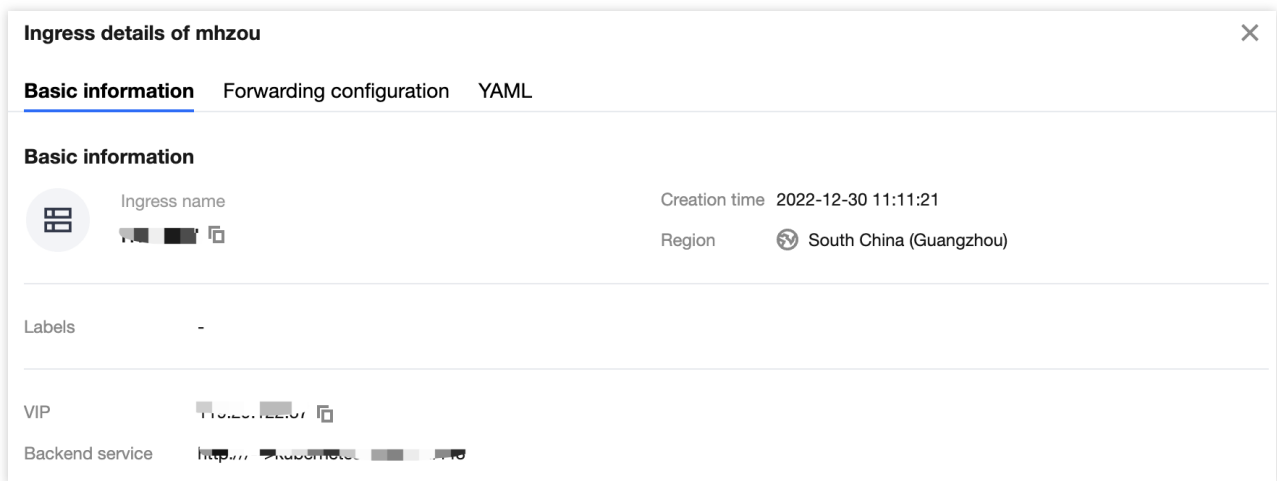 Ingress details of mhzou
Basic information Forwarding configuration YAML
Basic information
Ingress name
Creation time 2022-12-30 11:11:21
Region South China (Guangzhou)
Labels -
VIP
Backend service